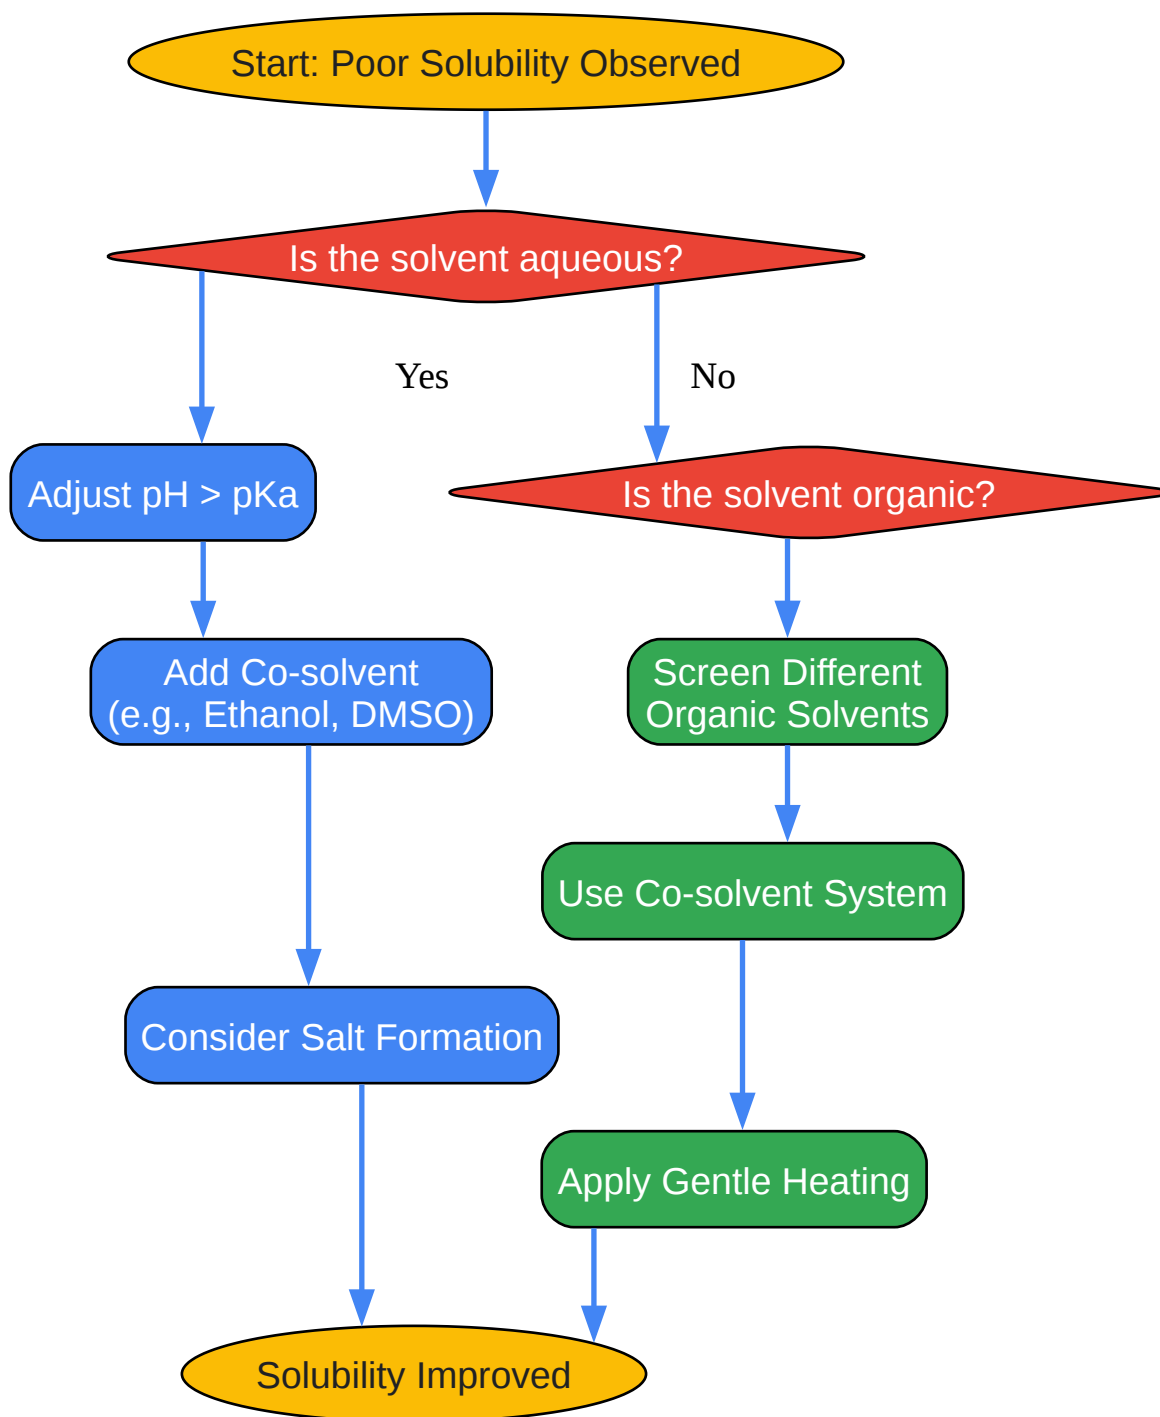 Start: Poor Solubility Observed
Is the solvent aqueous?
Yes
No
Adjust pH > pKa
Is the solvent organic?
Add Co-solvent
(e.g., Ethanol, DMSO)
Screen Different
Organic Solvents
Use Co-solvent System
Consider Salt Formation
Apply Gentle Heating
Solubility Improved